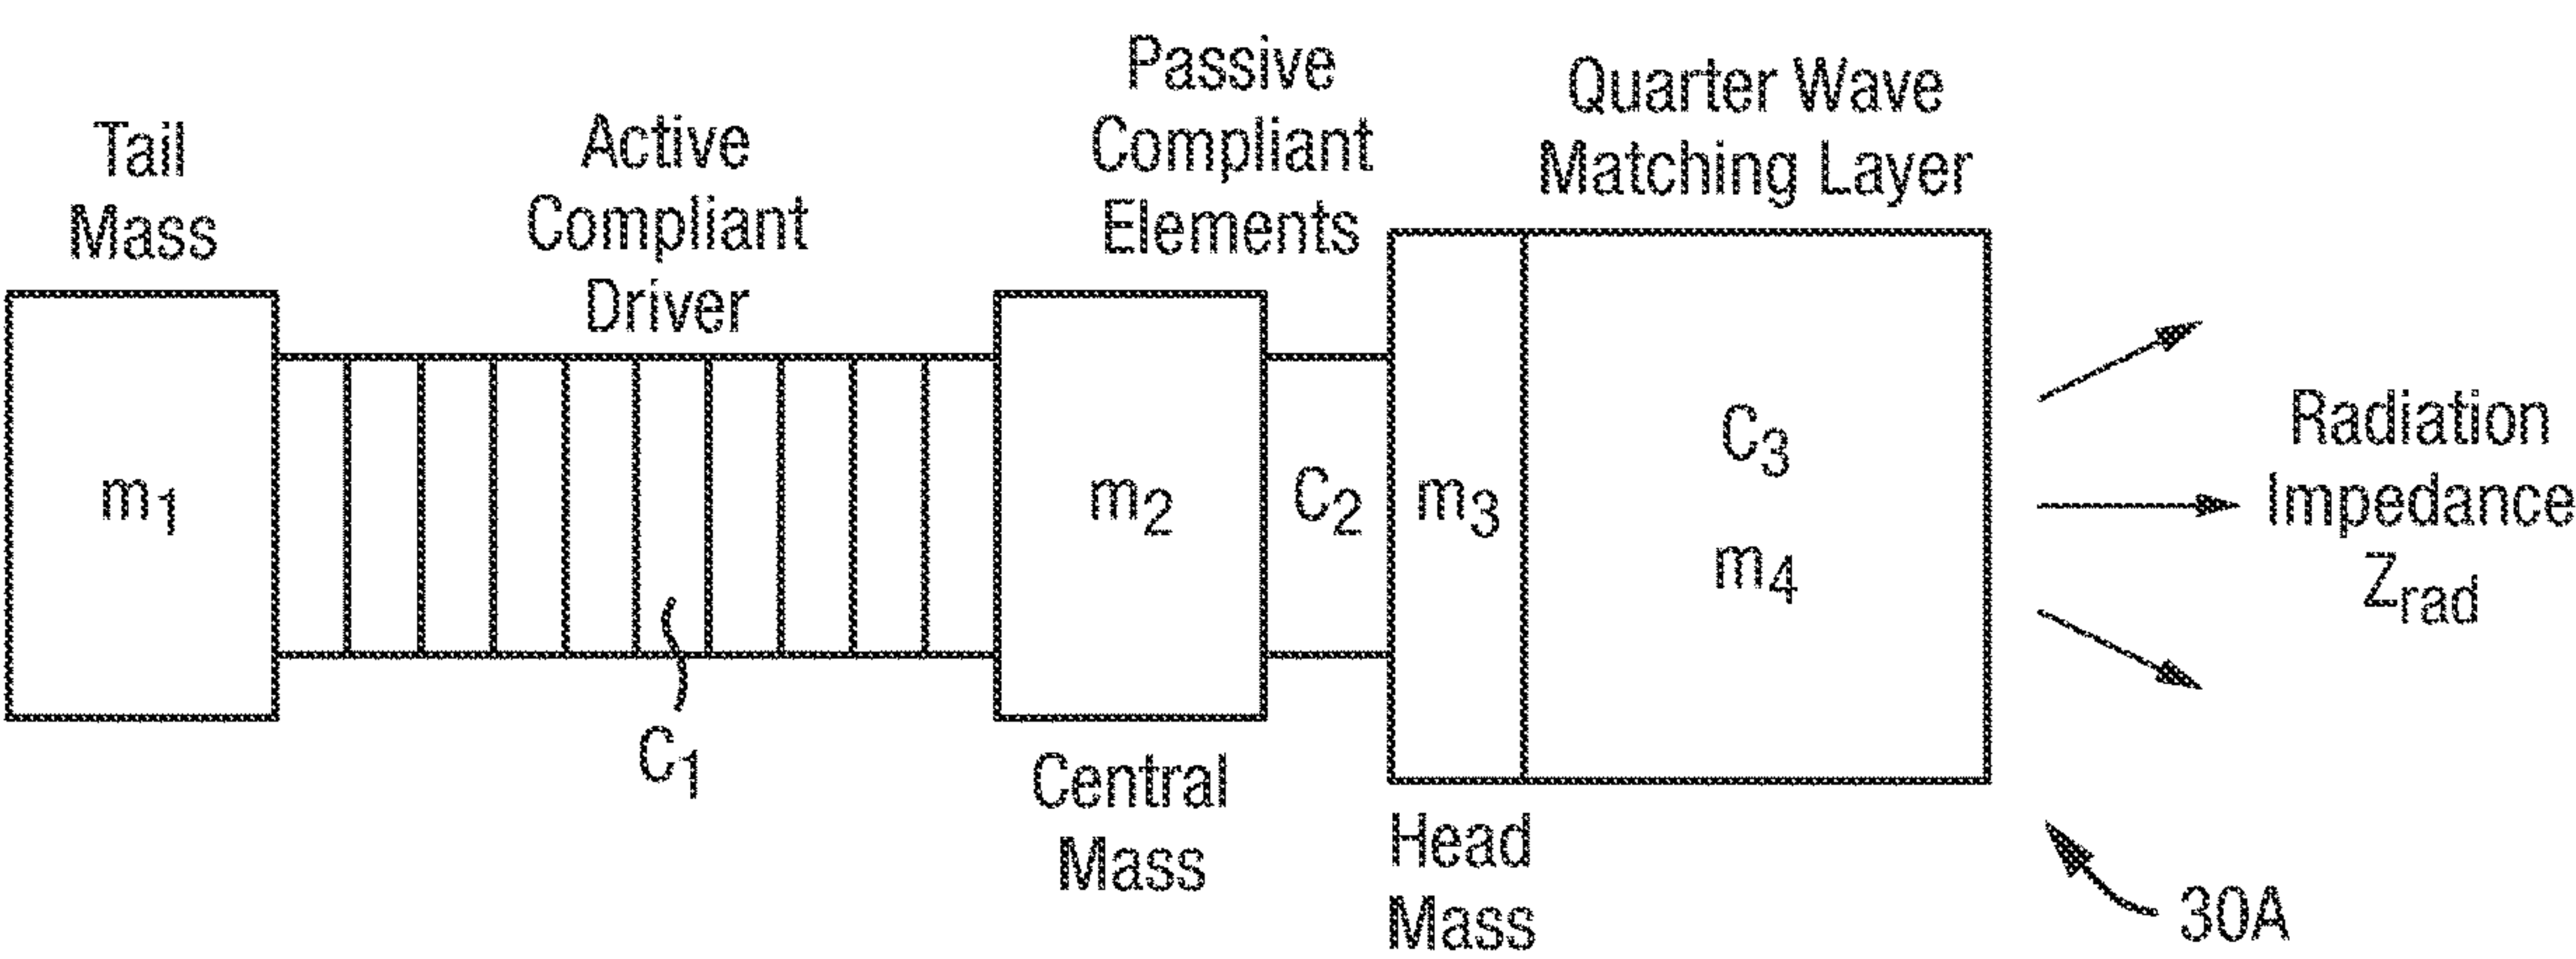 Tail
Mass
Active
Compliant
Driver
Passive
Compliant
Elements
Quarter Wave
Matching Layer
m1
C1
m2
Central
Mass
C2
m3
Head
Mass
C3
m4
Radiation
Impedance
Zrad
30A